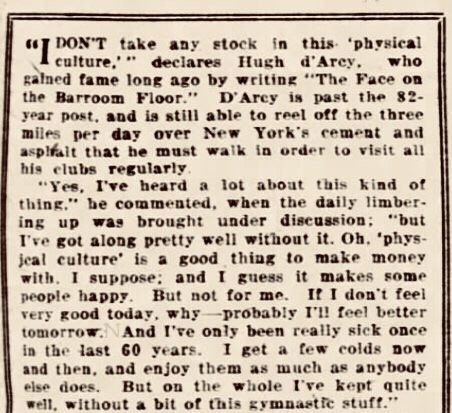 "I DON'T take any stock in this 'physical
culture,'" declares Hugh d'Arcy, who
gained fame long ago by writing "The Face on
the Barroom Floor." D'Arcy is past the 82-
year post, and is still able to reel off the three
miles per day over New York's cement and
asphalt that he must walk in order to visit all
his clubs regularly.
"Yes, I've heard a lot about this kind of
thing," he commented, when the daily limber-
ing up was brought under discussion; "but
I've got along pretty well without it. Oh, 'phys-
ical culture' is a good thing to make money
with, I suppose; and I guess it makes some
people happy. But not for me. If I don't feel
very good today, why—probably I'll feel better
tomorrow. And I've only been really sick once
in the last 60 years. I get a few colds now
and then, and enjoy them as much as anybody
else does. But on the whole I've kept quite
well, without a bit of this gymnastic stuff."